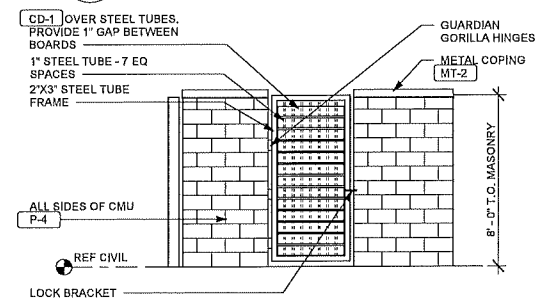 CD-1 OVER STEEL TUBES,
PROVIDE 1" GAP BETWEEN
BOARDS
1" STEEL TUBE - 7 EQ
SPACES
2"X3" STEEL TUBE
FRAME
GUARDIAN
GORILLA HINGES
METAL COPING
MT-2
8' - 0" T.O. MASONRY
ALL SIDES OF CMU
P-4
REF CIVIL
LOCK BRACKET